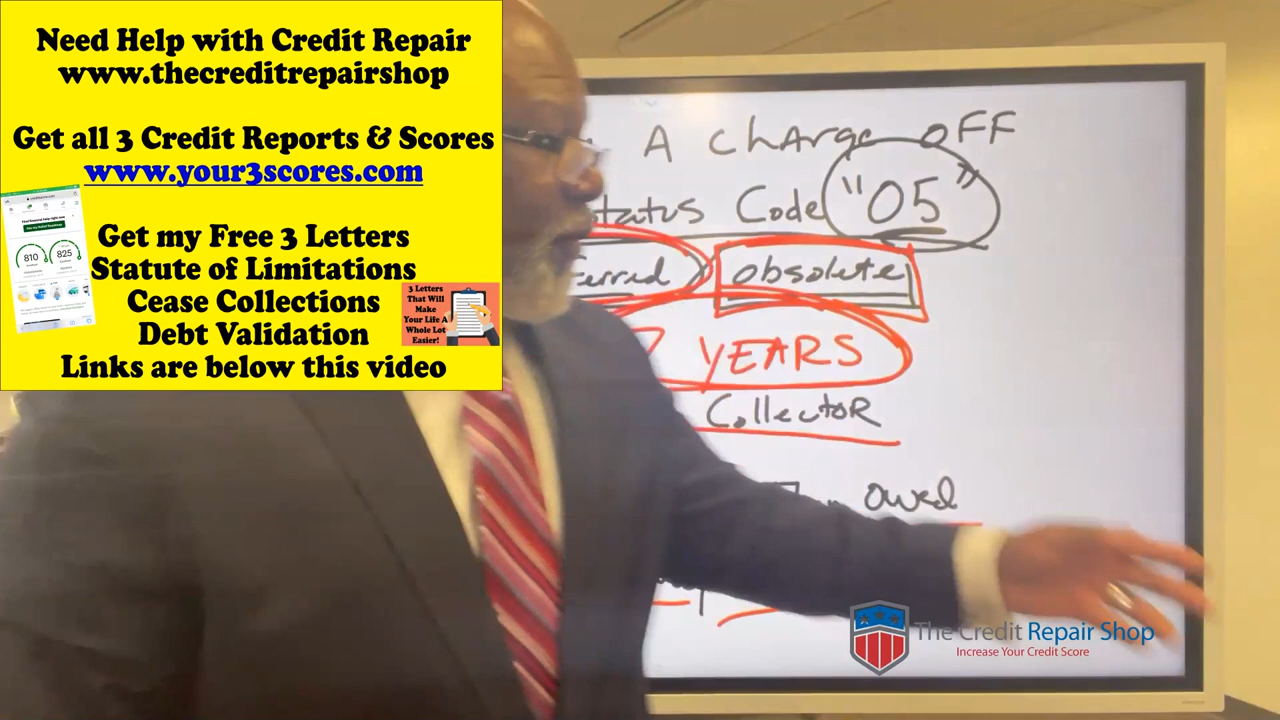 Need Help with Credit Repair
www.thecreditrepairshop
Get all 3 Credit Reports & Scores
www.your3scores.com
810
825
Get my Free 3 Letters
Statute of Limitations
Cease Collections
Debt Validation
Links are below this video
3 Letters
That Will
Make
Your Life A
Whole Lot
Easier!
A Charge OFF
Status Code "05"
obsolete
7 YEARS
Collector
owed
The Credit Repair Shop
Increase Your Credit Score